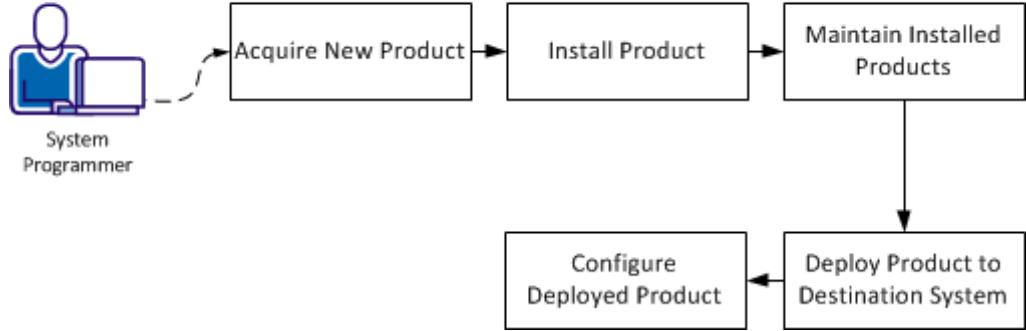 System
Programmer
Acquire New Product
Install Product
Maintain Installed
Products
Deploy Product to
Destination System
Configure
Deployed Product